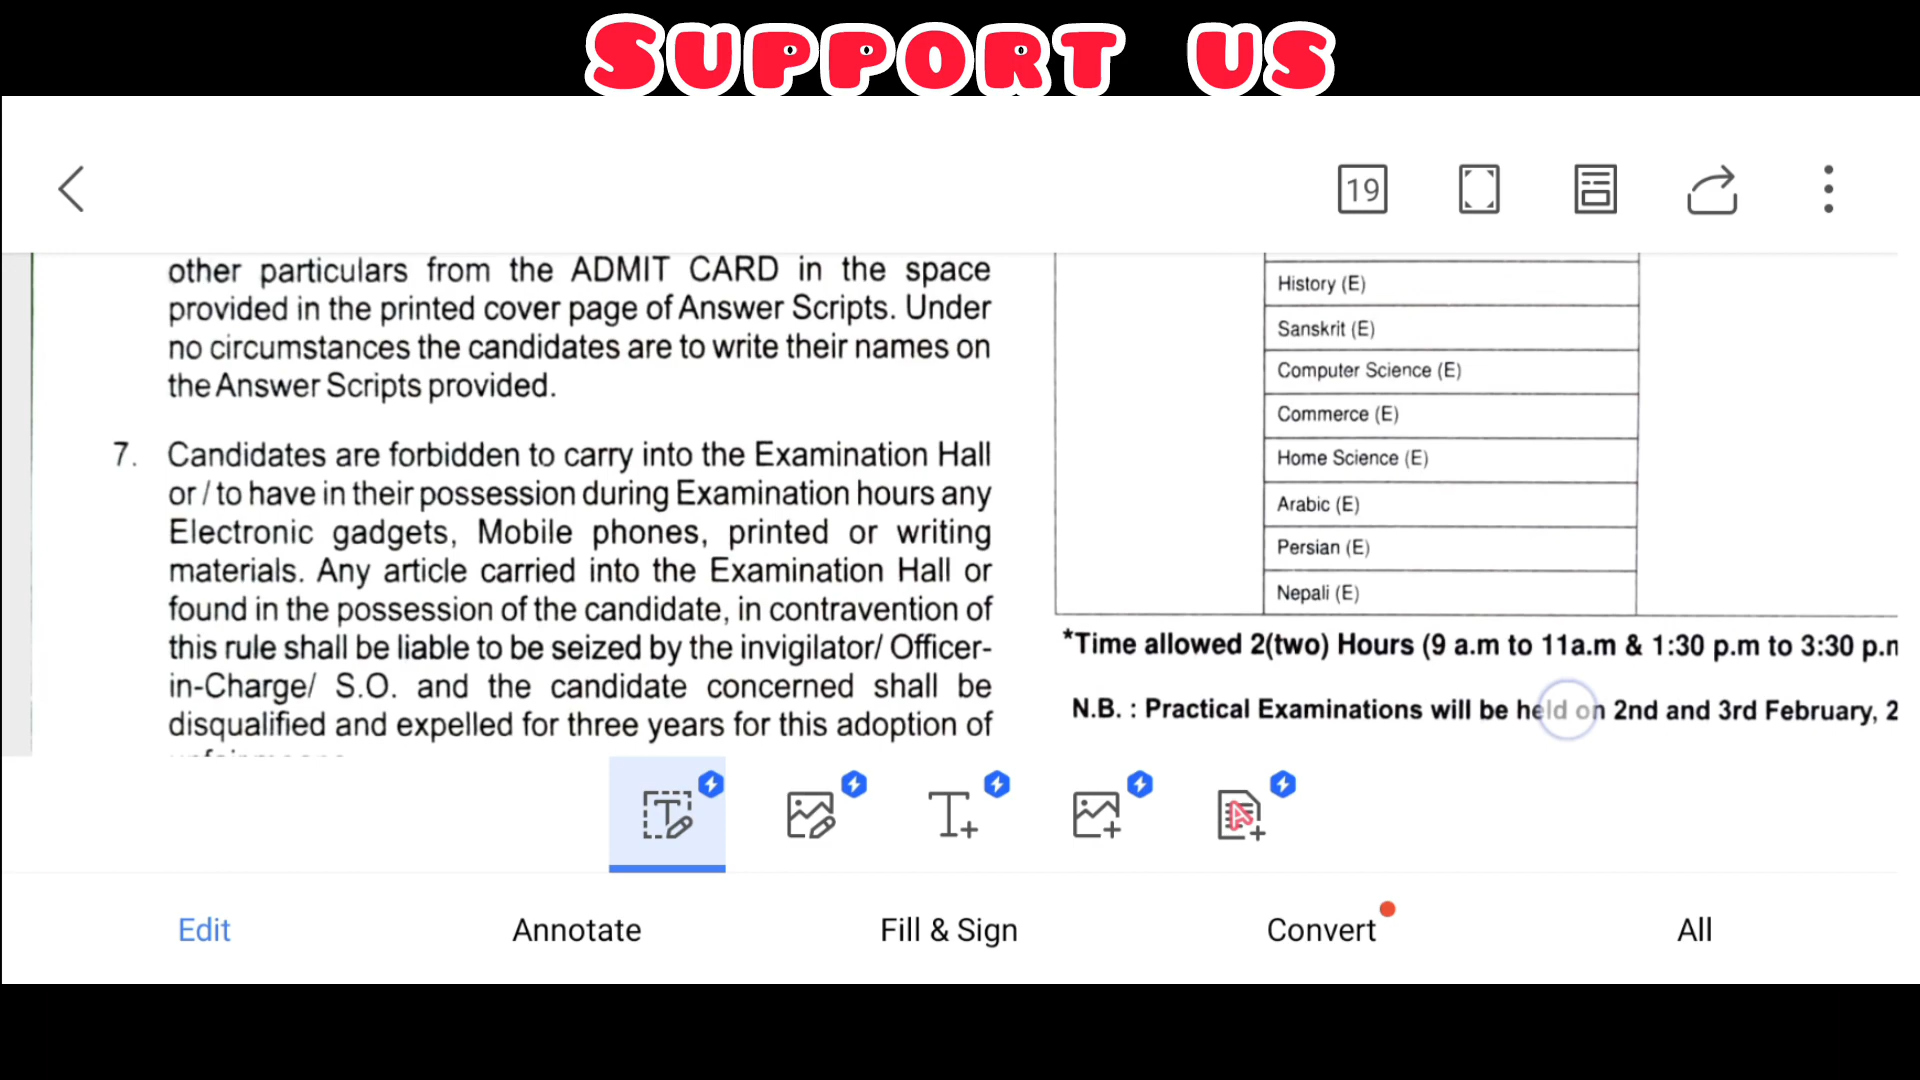 SUPPORT US
19
other particulars from the ADMIT CARD in the space
provided in the printed cover page of Answer Scripts. Under
no circumstances the candidates are to write their names on
the Answer Scripts provided.
7. Candidates are forbidden to carry into the Examination Hall
or / to have in their possession during Examination hours any
Electronic gadgets, Mobile phones, printed or writing
materials. Any article carried into the Examination Hall or
found in the possession of the candidate, in contravention of
this rule shall be liable to be seized by the invigilator/ Officer-
in-Charge/ S.O. and the candidate concerned shall be
disqualified and expelled for three years for this adoption of
History (E)
Sanskrit (E)
Computer Science (E)
Commerce (E)
Home Science (E)
Arabic (E)
Persian (E)
Nepali (E)
*Time allowed 2(two) Hours (9 a.m to 11a.m & 1:30 p.m to 3:30 p.
N.B. : Practical Examinations will be held on 2nd and 3rd February, 2
Edit
Annotate
Fill & Sign
Convert
All